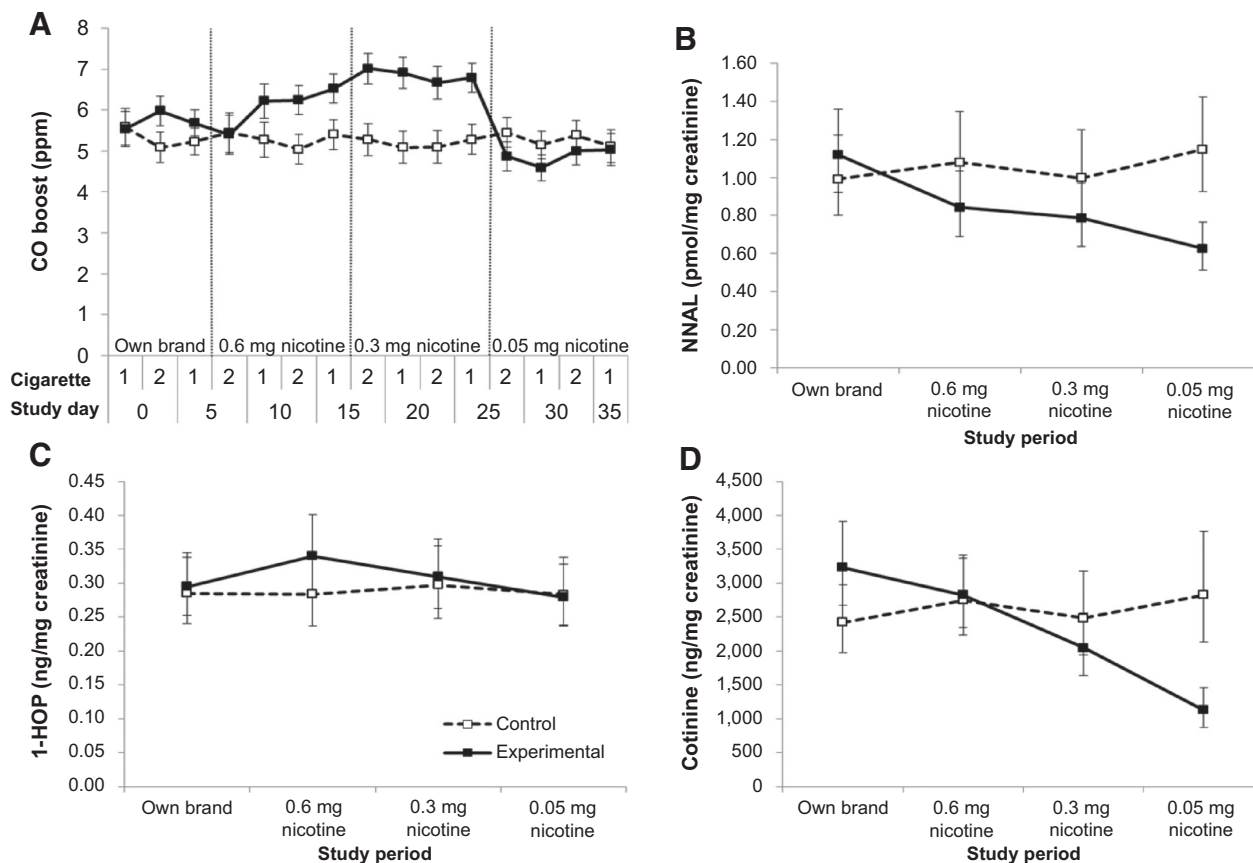 A
CO boost (ppm)
8
7
6
5
4
3
2
1
0
Own brand 0.6 mg nicotine 0.3 mg nicotine 0.05 mg nicotine
Cigarette 1 2 1 2 1 2 1 2 1 2 1 2 1 2 1
Study day 0 5 10 15 20 25 30 35
B
NNAL (pmol/mg creatinine)
1.60
1.40
1.20
1.00
0.80
0.60
0.40
0.20
0.00
Own brand
0.6 mg
nicotine
0.3 mg
nicotine
0.05 mg
nicotine
Study period
C
1-HOP (ng/mg creatinine)
0.45
0.40
0.35
0.30
0.25
0.20
0.15
0.10
0.05
0.00
Control
Experimental
Own brand
0.6 mg
nicotine
0.3 mg
nicotine
0.05 mg
nicotine
Study period
D
Cotinine (ng/mg creatinine)
4,500
4,000
3,500
3,000
2,500
2,000
1,500
1,000
500
0
Own brand
0.6 mg
nicotine
0.3 mg
nicotine
0.05 mg
nicotine
Study period